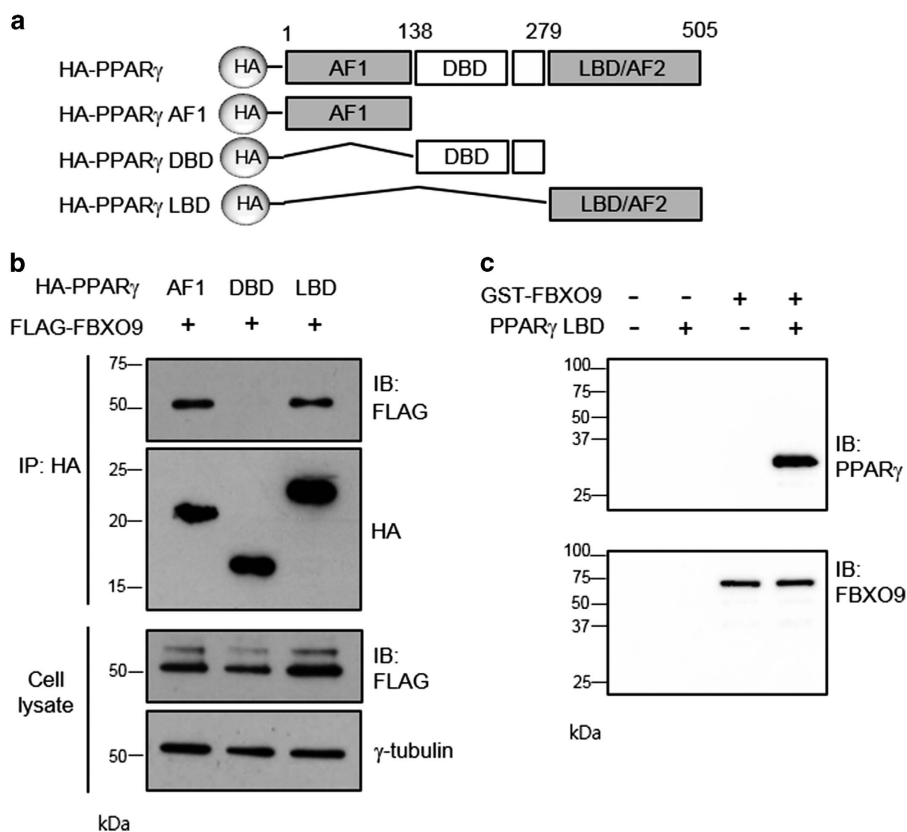 a
1 138 279 505
HA-PPARγ HA AF1 DBD LBD/AF2
HA-PPARγ AF1 HA AF1
HA-PPARγ DBD HA DBD
HA-PPARγ LBD HA LBD/AF2
b
HA-PPARγ AF1 DBD LBD
FLAG-FBXO9 + + +
IP: HA
75
50
IB:
FLAG
25
20
15
HA
Cell
lysate
50
IB:
FLAG
50
γ-tubulin
kDa
c
GST-FBXO9 - - + +
PPARγ LBD - + - +
100
75
50
37
25
IB:
PPARγ
100
75
50
37
25
IB:
FBXO9
kDa